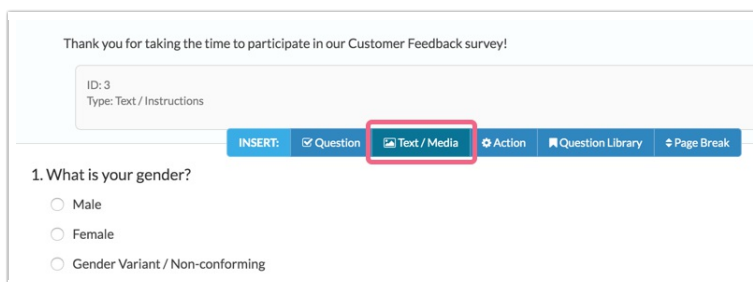 Thank you for taking the time to participate in our Customer Feedback survey!
ID: 3
Type: Text / Instructions
INSERT: Question Text / Media Action Question Library Page Break
1. What is your gender?
Male
Female
Gender Variant / Non-conforming